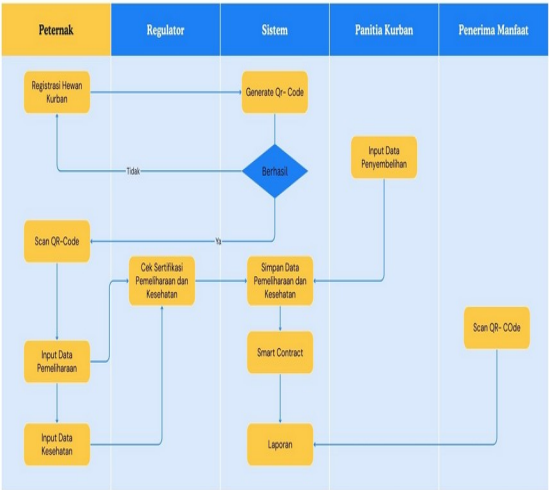 Peternak
Regulator
Sistem
Panitia Kurban
Penerima Manfaat
Registrasi Hewan
Kurban
Generate Qr- Code
Input Data
Penyembelihan
Tidak
Berhasil
Ya
Scan QR-Code
Cek Sertifikasi
Pemeliharaan dan
Kesehatan
Simpan Data
Pemeliharaan dan
Kesehatan
Scan QR- COde
Input Data
Pemeliharaan
Smart Contract
Input Data
Kesehatan
Laporan